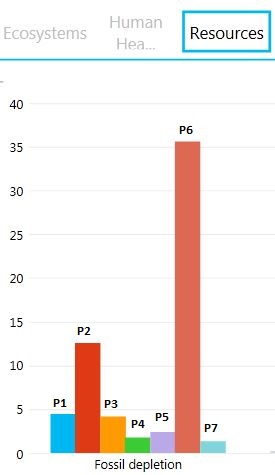 Ecosystems
Human
Hea...
Resources
40
35
30
25
20
15
10
5
0
P1
P2
P3
P4
P5
P6
P7
Fossil depletion